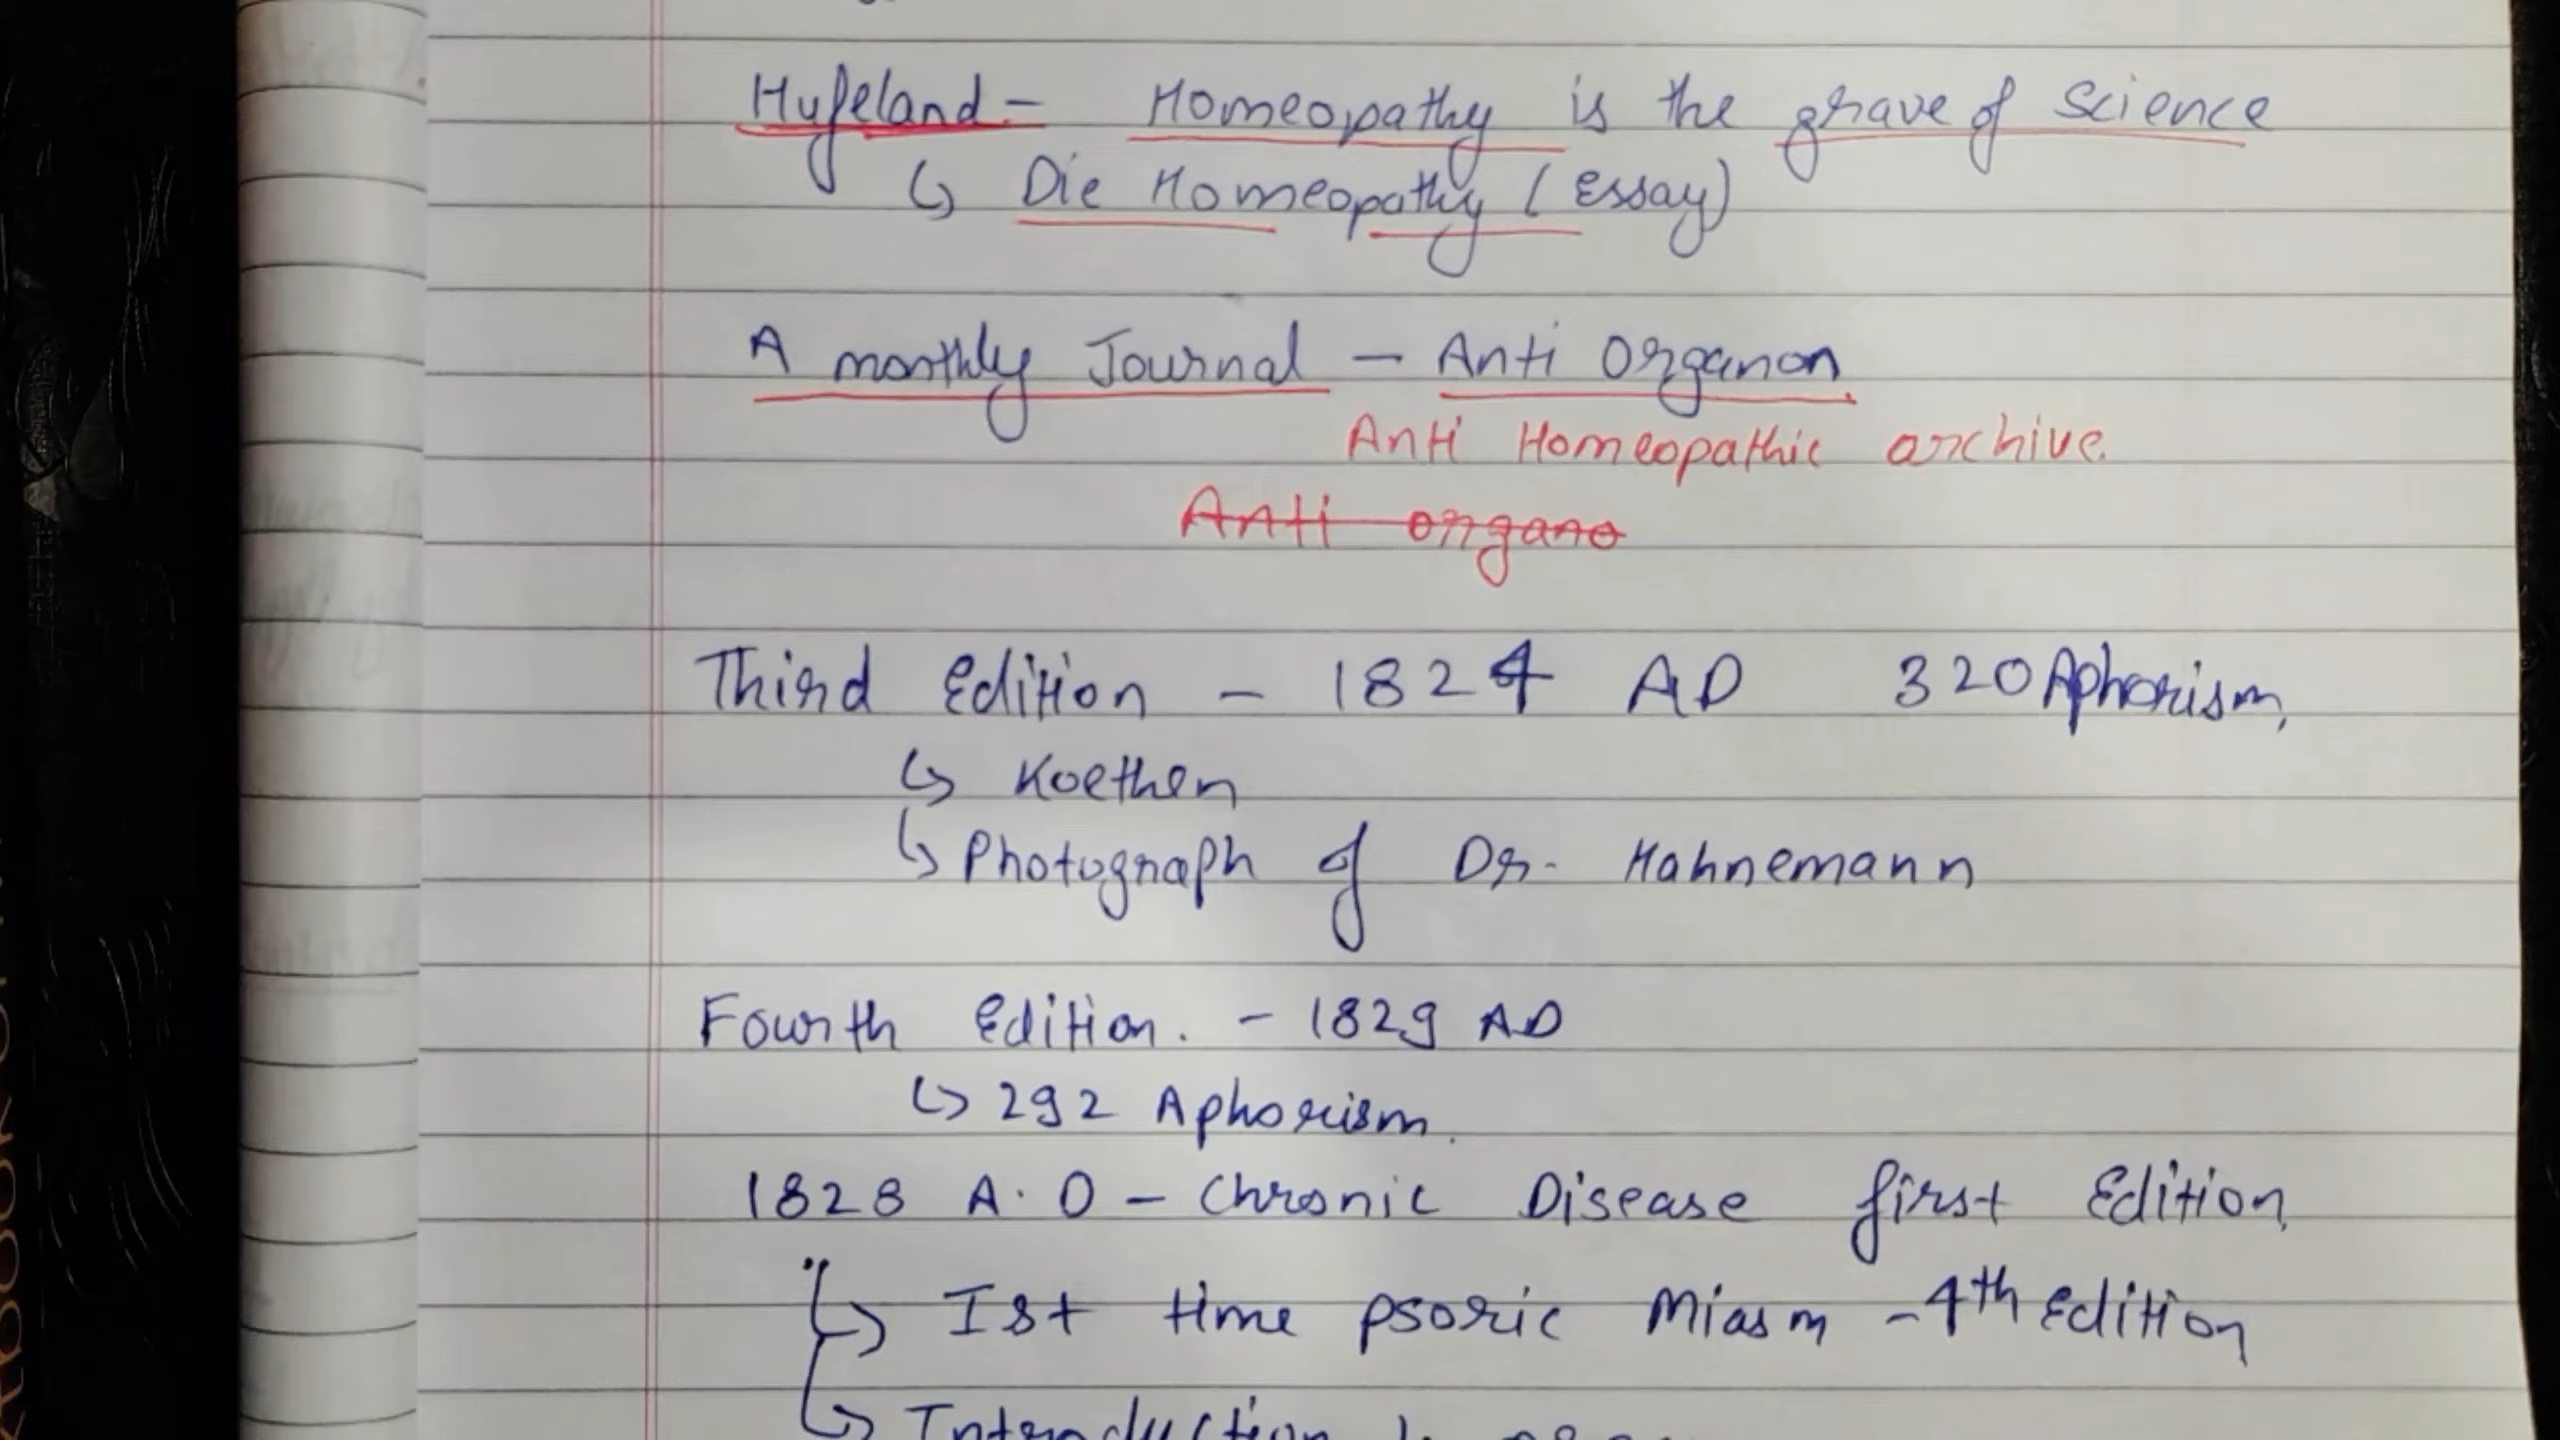 Hufeland - Homeopathy is the grave of science
↳ Die Homeopathy (Essay)
A monthly Journal - Anti Organon
Anti Homeopathic archive.
Anti organo
Third Edition - 1824 AD 320 Aphorism,
↳ Koethen
↳ Photograph of Dr. Hahnemann
Fourth Edition. - 1829 AD
↳ 292 Aphorism.
1828 A.D - Chronic Disease first Edition,
↳ Ist time psoric Miasm - 4th Edition
↳ Introduction